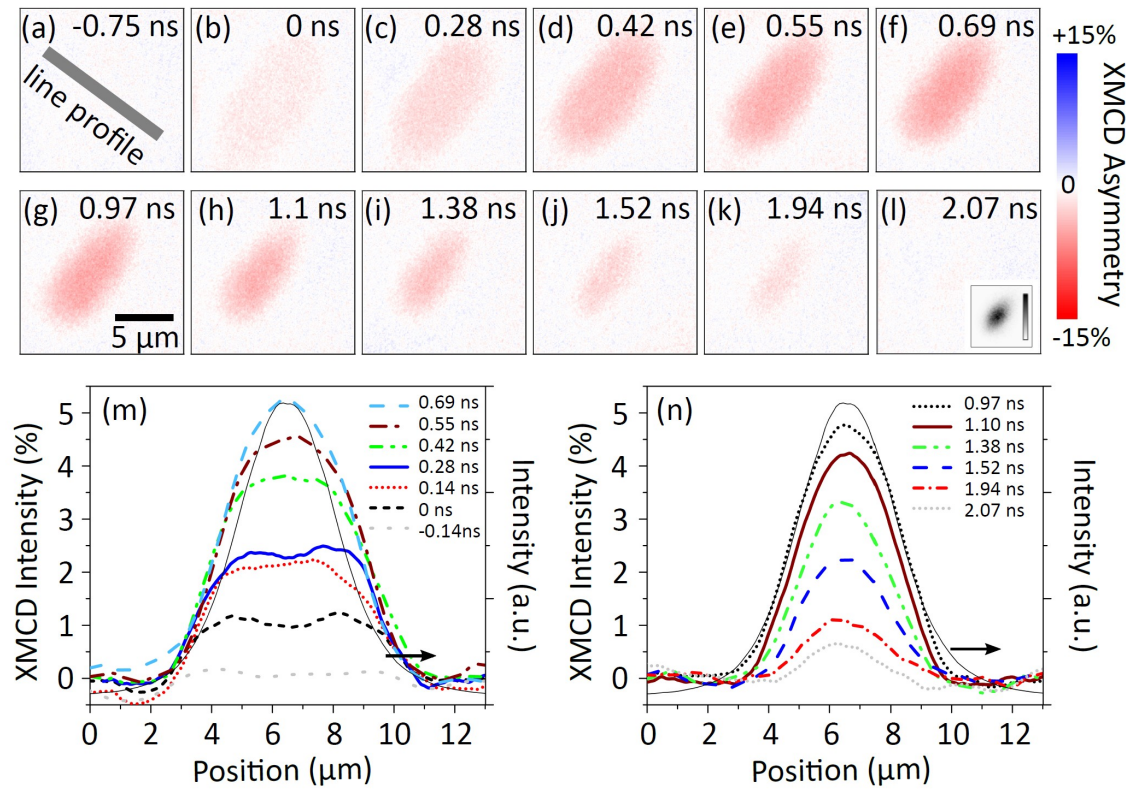 (a) -0.75 ns
line profile
(b) 0 ns
(c) 0.28 ns
(d) 0.42 ns
(e) 0.55 ns
(f) 0.69 ns
+15%
XMCD Asymmetry
0
-15%
(g) 0.97 ns
5 µm
(h) 1.1 ns
(i) 1.38 ns
(j) 1.52 ns
(k) 1.94 ns
(l) 2.07 ns
(m)
XMCD Intensity (%)
5
4
3
2
1
0
0.69 ns
0.55 ns
0.42 ns
0.28 ns
0.14 ns
0 ns
-0.14ns
Intensity (a.u.)
0 2 4 6 8 10 12
Position (µm)
(n)
XMCD Intensity (%)
5
4
3
2
1
0
0.97 ns
1.10 ns
1.38 ns
1.52 ns
1.94 ns
2.07 ns
Intensity (a.u.)
0 2 4 6 8 10 12
Position (µm)